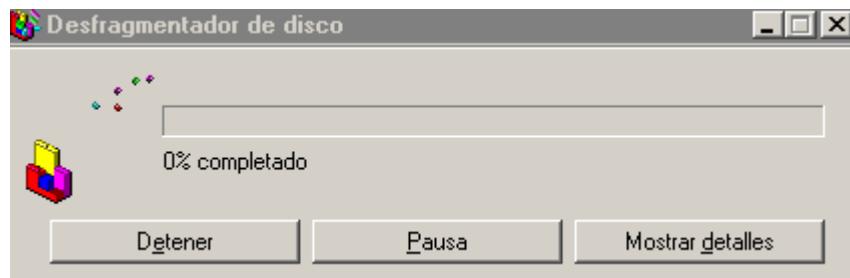 Desfragmentador de disco
0% completado
Detener Pausa Mostrar detalles